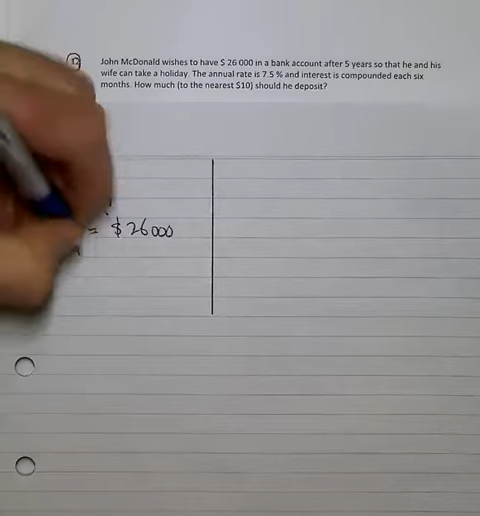 12
John McDonald wishes to have $ 26 000 in a bank account after 5 years so that he and his
wife can take a holiday. The annual rate is 7.5 % and interest is compounded each six
months. How much (to the nearest $10) should he deposit?
= $26000